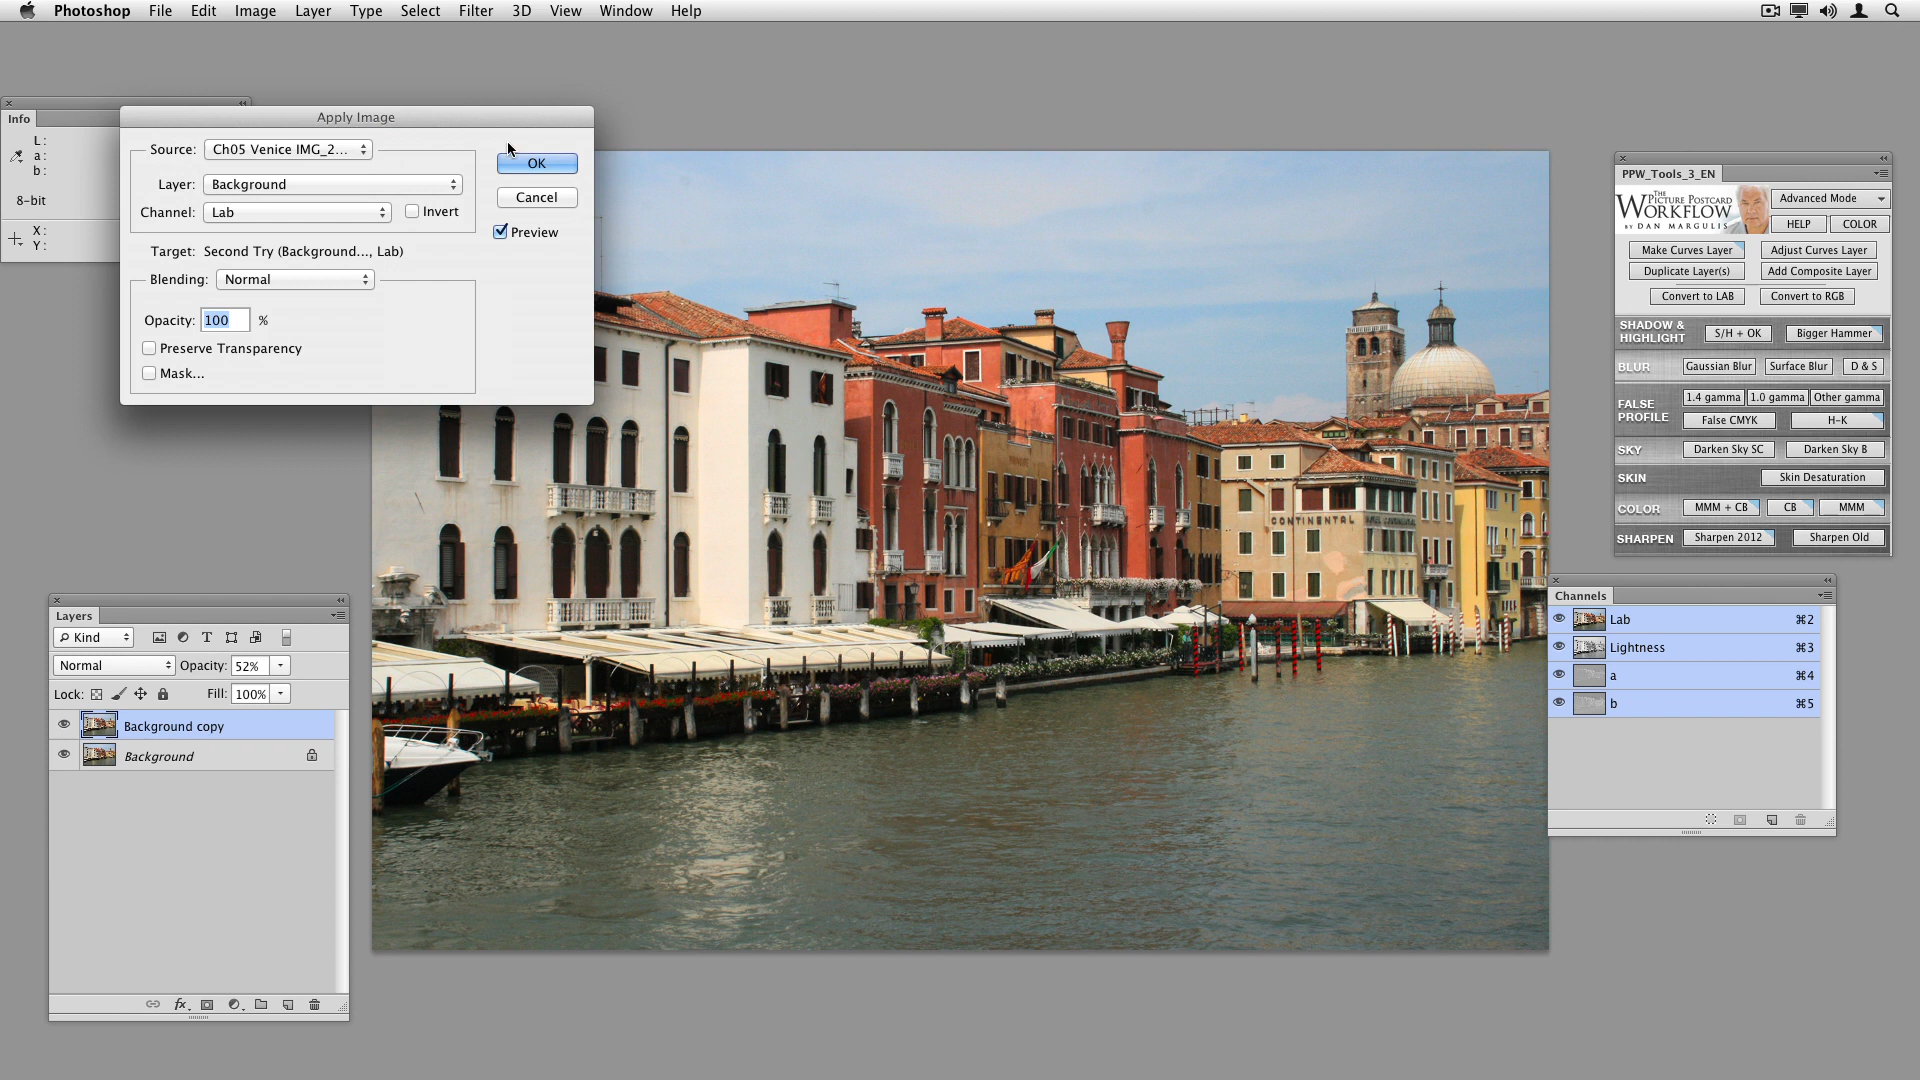 Photoshop File Edit Image Layer Type Select Filter 3D View Window Help
Info
L:
a:
b:
8-bit
X:
Y:
Apply Image
Source: Ch05 Venice IMG_2...
OK
Layer: Background
Cancel
Channel: Lab Invert
Preview
Target: Second Try (Background..., Lab)
Blending: Normal
Opacity: 100 %
Preserve Transparency
Mask...
CONTINENTAL
PPW_Tools_3_EN
THE
PICTURE POSTCARD
WORKFLOW
BY DAN MARGULIS
Advanced Mode
HELP COLOR
Make Curves Layer Adjust Curves Layer
Duplicate Layer(s) Add Composite Layer
Convert to LAB Convert to RGB
SHADOW &
HIGHLIGHT
S/H + OK Bigger Hammer
BLUR Gaussian Blur Surface Blur D & S
FALSE
PROFILE
1.4 gamma 1.0 gamma Other gamma
False CMYK H-K
SKY Darken Sky SC Darken Sky B
SKIN Skin Desaturation
COLOR MMM + CB CB MMM
SHARPEN Sharpen 2012 Sharpen Old
Channels
Lab ⌘2
Lightness ⌘3
a ⌘4
b ⌘5
Layers
Kind
Normal Opacity: 52%
Lock: Fill: 100%
Background copy
Background
fx